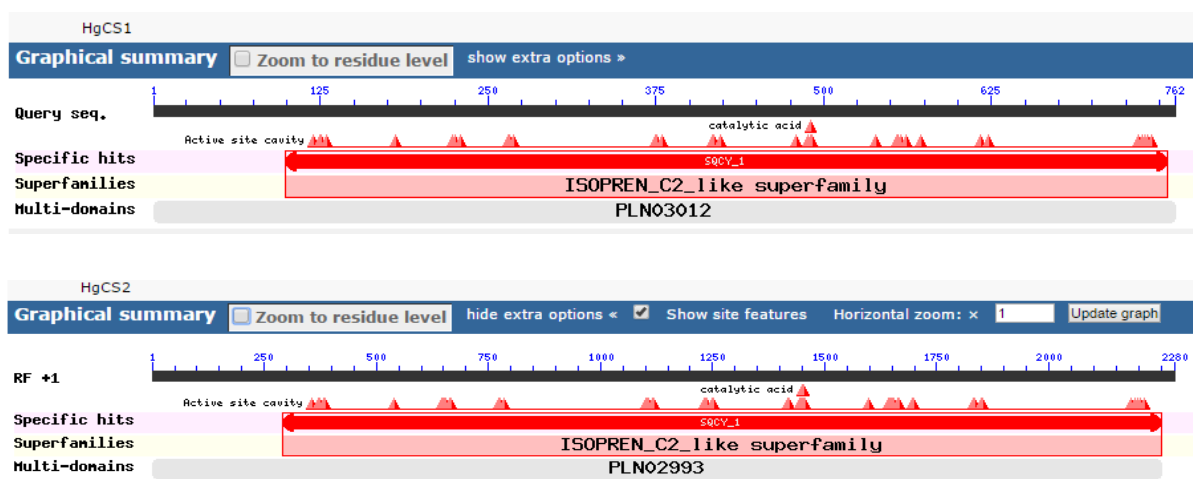 HgCS1
Graphical summary Zoom to residue level show extra options »
1 125 250 375 500 625 762
Query seq.
catalytic acid
Active site cavity
Specific hits SQCY_1
Superfamilies ISOPREN_C2_like superfamily
Multi-domains PLN03012
HgCS2
Graphical summary Zoom to residue level hide extra options « Show site features Horizontal zoom: × 1 Update graph
1 250 500 750 1000 1250 1500 1750 2000 2280
RF +1
catalytic acid
Active site cavity
Specific hits SQCY_1
Superfamilies ISOPREN_C2_like superfamily
Multi-domains PLN02993